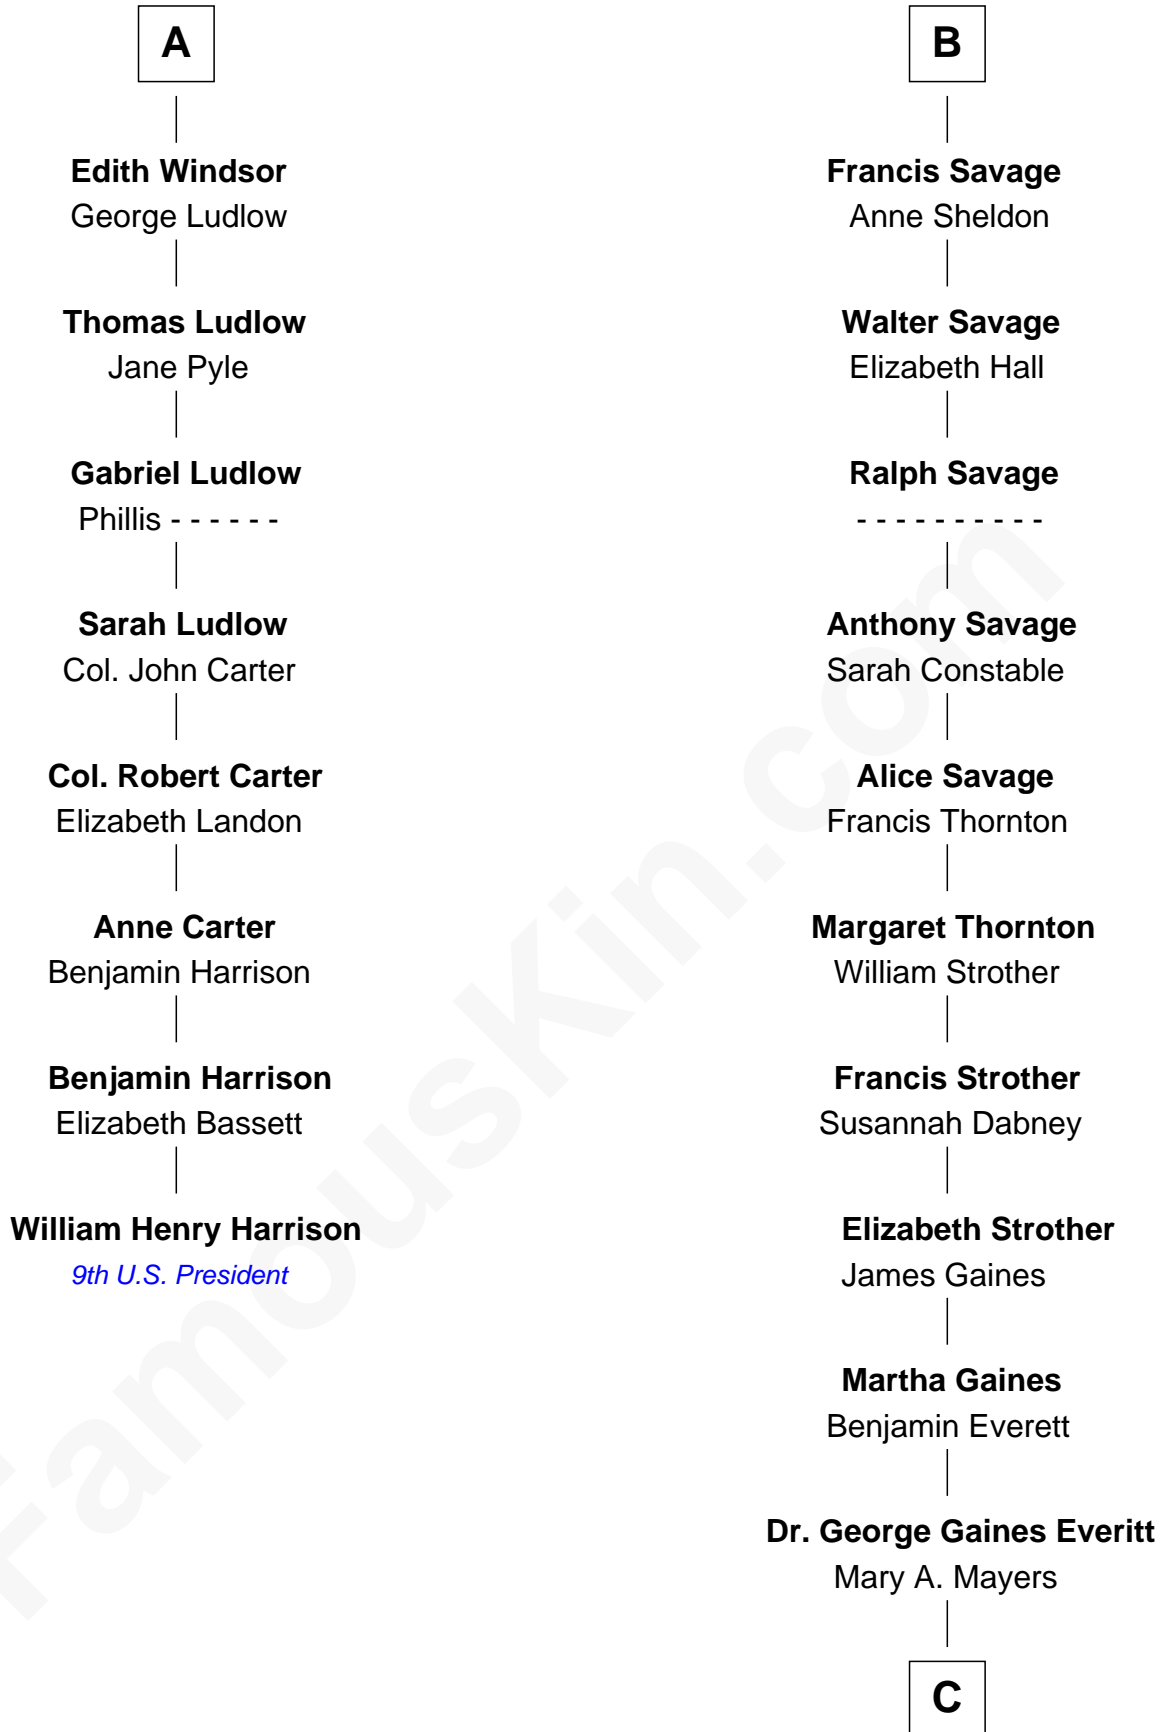 A
Edith Windsor
George Ludlow
Thomas Ludlow
Jane Pyle
Gabriel Ludlow
Phillis - - - - - -
Sarah Ludlow
Col. John Carter
Col. Robert Carter
Elizabeth Landon
Anne Carter
Benjamin Harrison
Benjamin Harrison
Elizabeth Bassett
William Henry Harrison
9th U.S. President
B
Francis Savage
Anne Sheldon
Walter Savage
Elizabeth Hall
Ralph Savage
- - - - - - - - - -
Anthony Savage
Sarah Constable
Alice Savage
Francis Thornton
Margaret Thornton
William Strother
Francis Strother
Susannah Dabney
Elizabeth Strother
James Gaines
Martha Gaines
Benjamin Everett
Dr. George Gaines Everitt
Mary A. Mayers
C
FamousKin.com